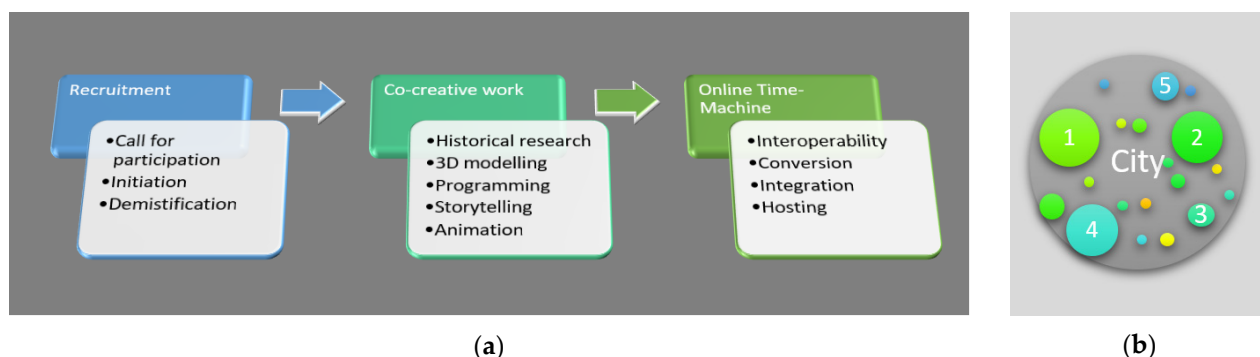 Recruitment
•Call for
participation
•Initiation
•Demistification
Co-creative work
•Historical research
•3D modelling
•Programming
•Storytelling
•Animation
Online Time-
Machine
•Interoperability
•Conversion
•Integration
•Hosting
(a)
5
1
2
City
3
4
(b)